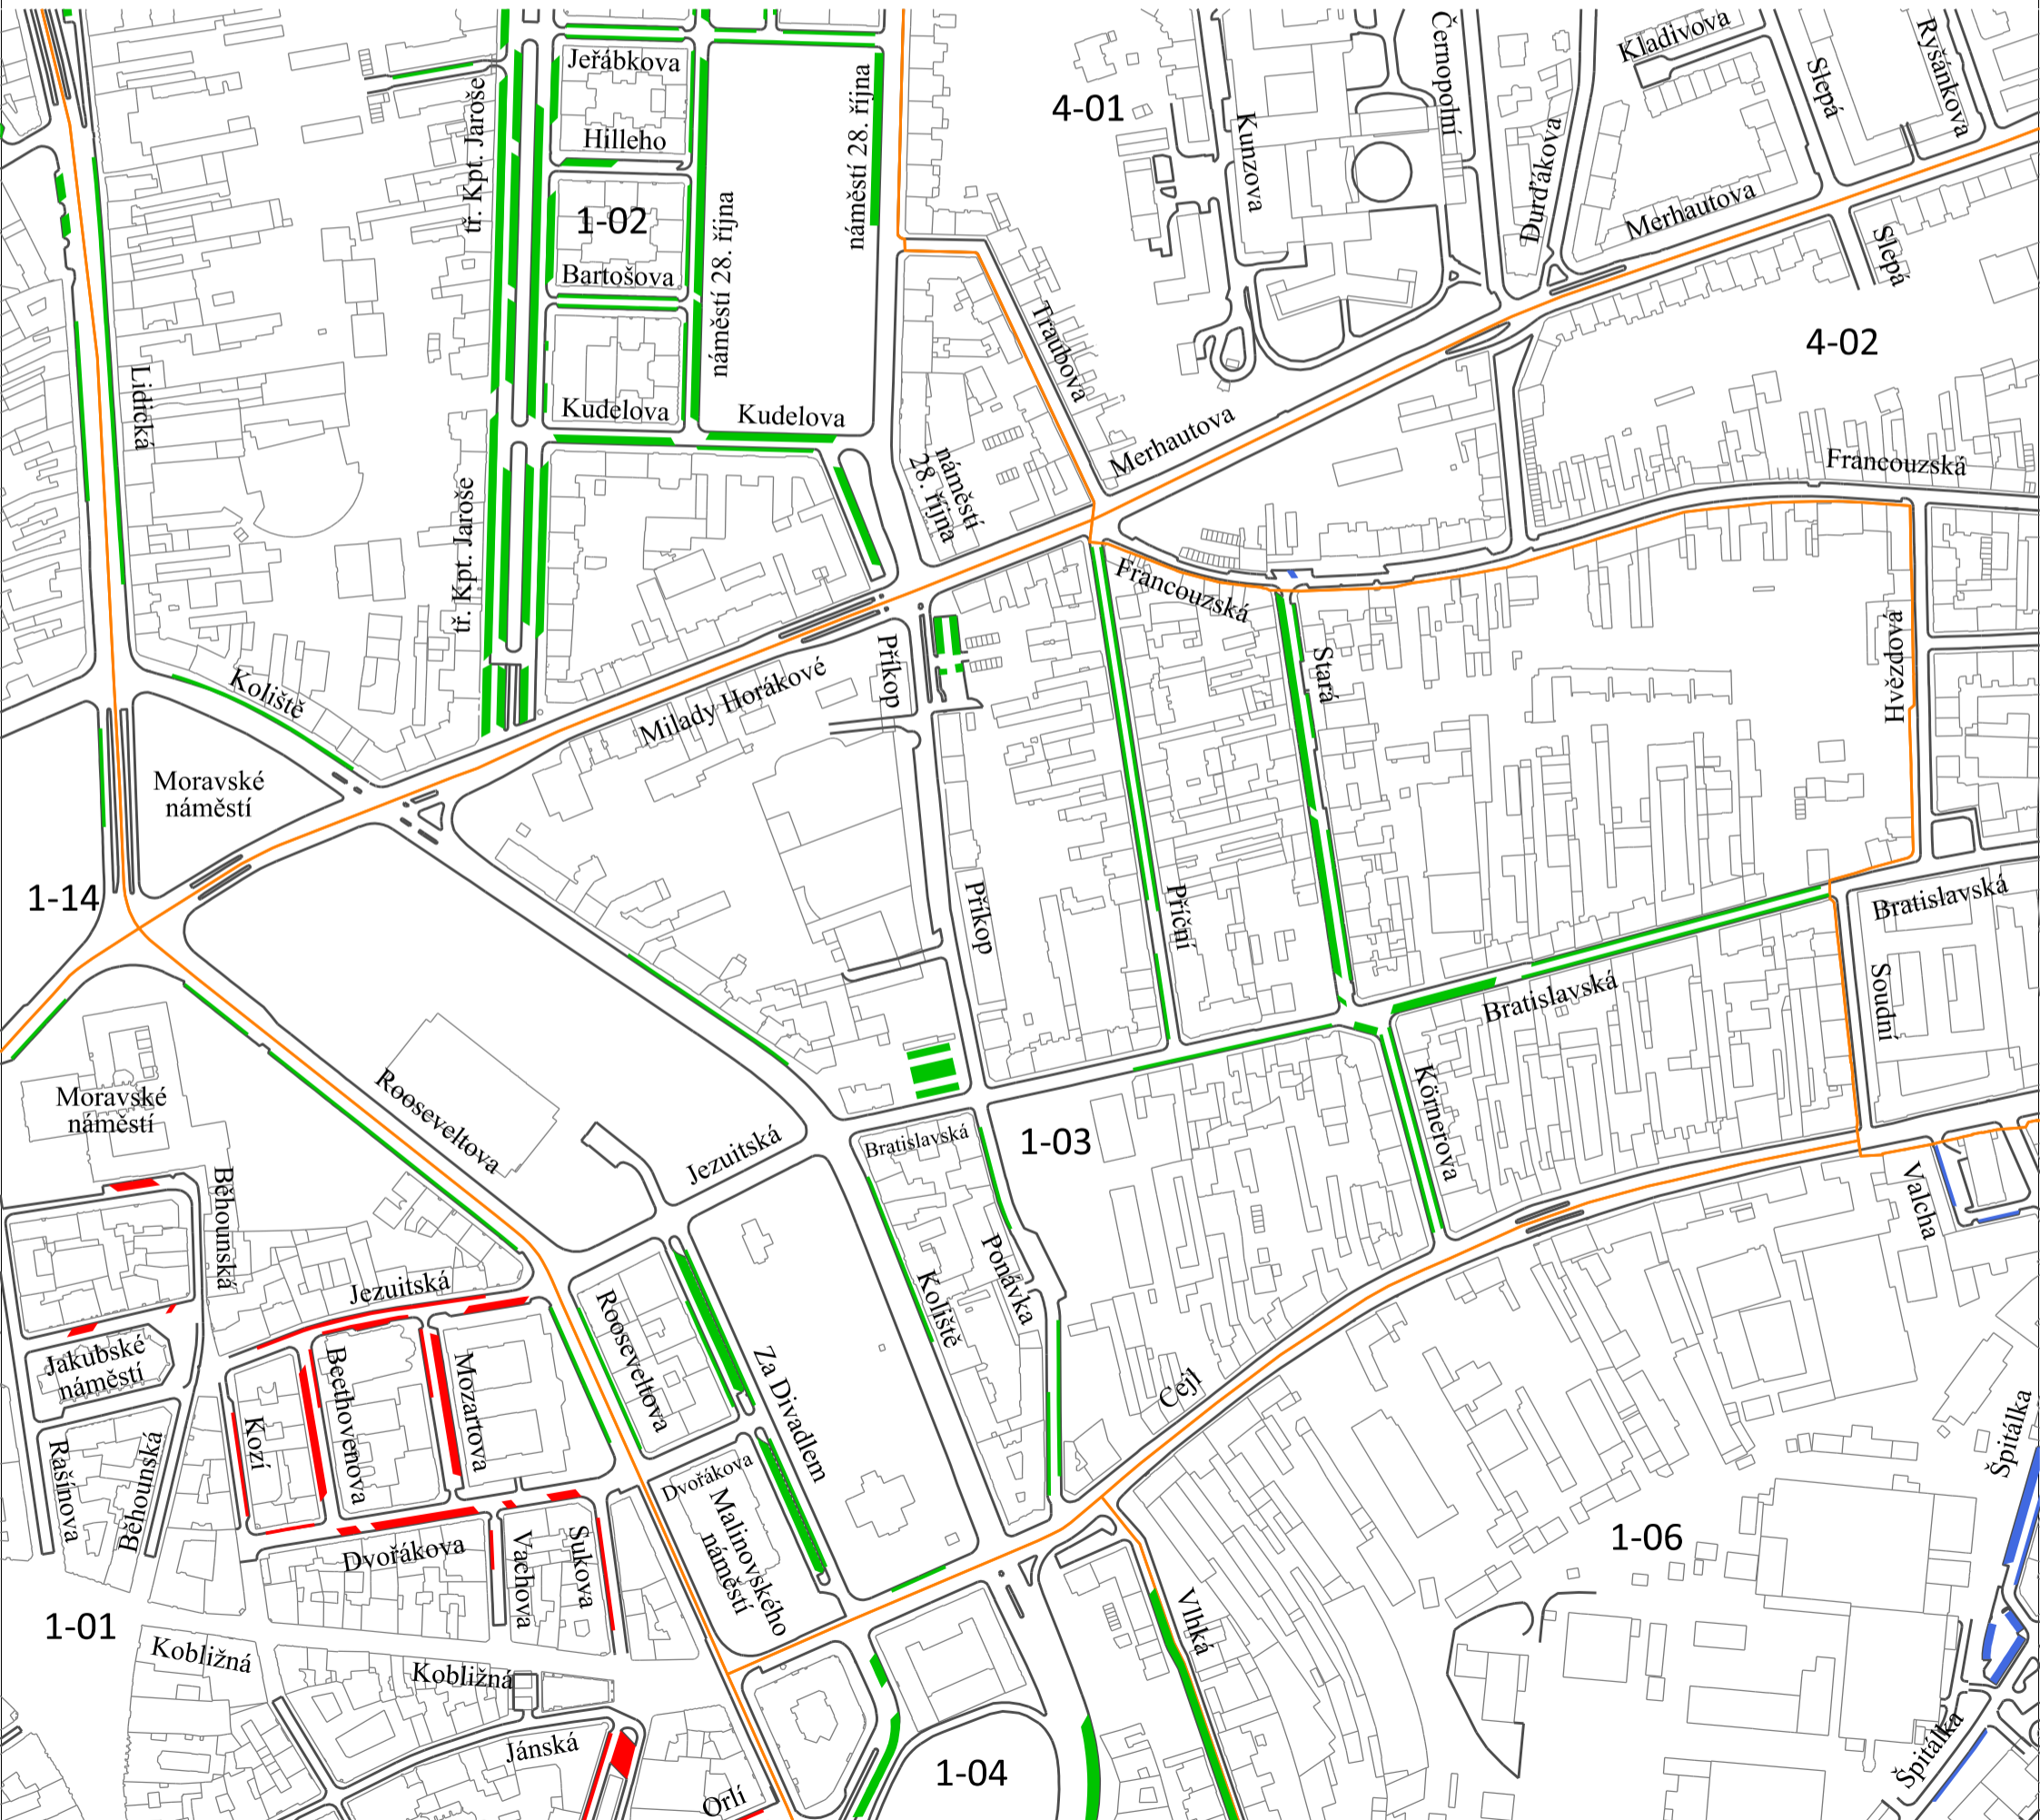 Jeřábkova
Hilleho
tř. Kpt. Jaroše
náměstí 28. října
4-01
Kunzova
Černopolní
Durďákova
Kladivova
Slepá
Ryšánkova
Merhautova
Slepá
1-02
náměstí 28. října
Bartošova
Kudelova
Kudelova
Traubova
4-02
Lidická
Merhautova
Francouzská
náměstí
28. října
tř. Kpt. Jaroše
Francouzská
Koliště
Milady Horákové
Příkop
Stará
Hvězdová
Moravské
náměstí
1-14
Příkop
Příční
Bratislavská
Bratislavská
Soudní
Moravské
náměstí
Rooseveltova
Jezuitská
Bratislavská
1-03
Körnerova
Valcha
Běhounská
Jezuitská
Ponávka
Koliště
Rooseveltova
Za Divadlem
Jakubské
náměstí
Beethovenova
Mozartova
Kozí
Cejl
Rašínova
Běhounská
Dvořákova
Malinovského
náměstí
Dvořákova
Vachova
Sukova
Špitálka
1-06
Vlhká
1-01
Kobližná
Kobližná
Jánská
Orlí
1-04
Špitálka